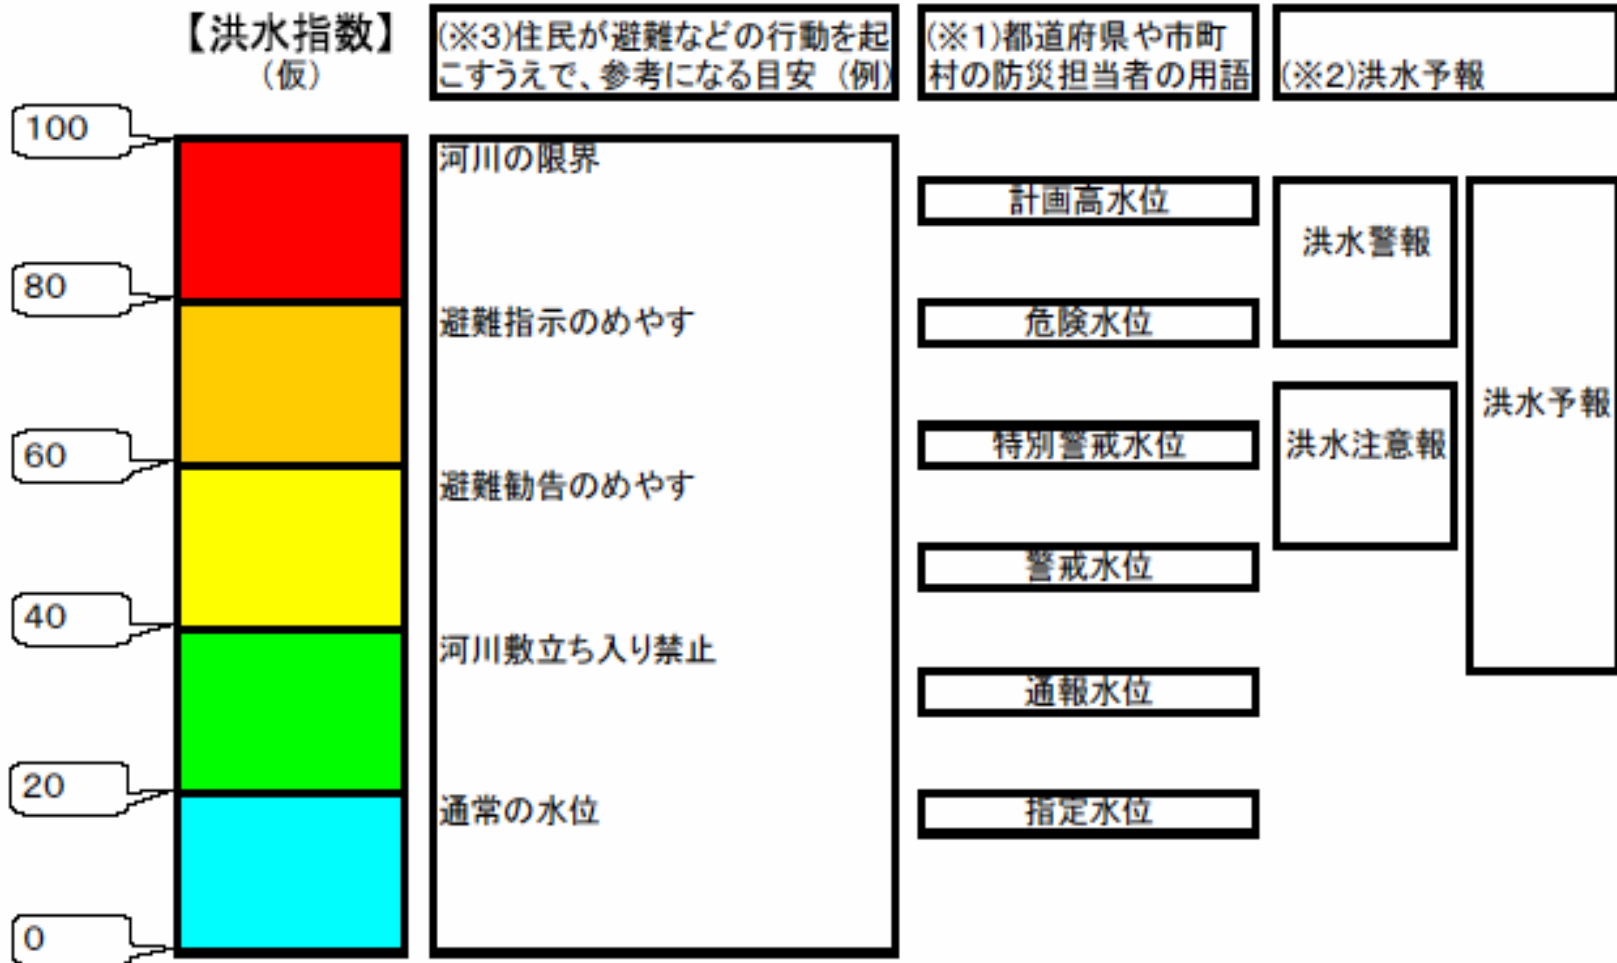 【洪水指数】
（仮）
(※3)住民が避難などの行動を起
こすうえで、参考になる目安（例）
(※1)都道府県や市町
村の防災担当者の用語
(※2)洪水予報
100
80
60
40
20
0
河川の限界
避難指示のめやす
避難勧告のめやす
河川敷立ち入り禁止
通常の水位
計画高水位
危険水位
特別警戒水位
警戒水位
通報水位
指定水位
洪水警報
洪水注意報
洪水予報